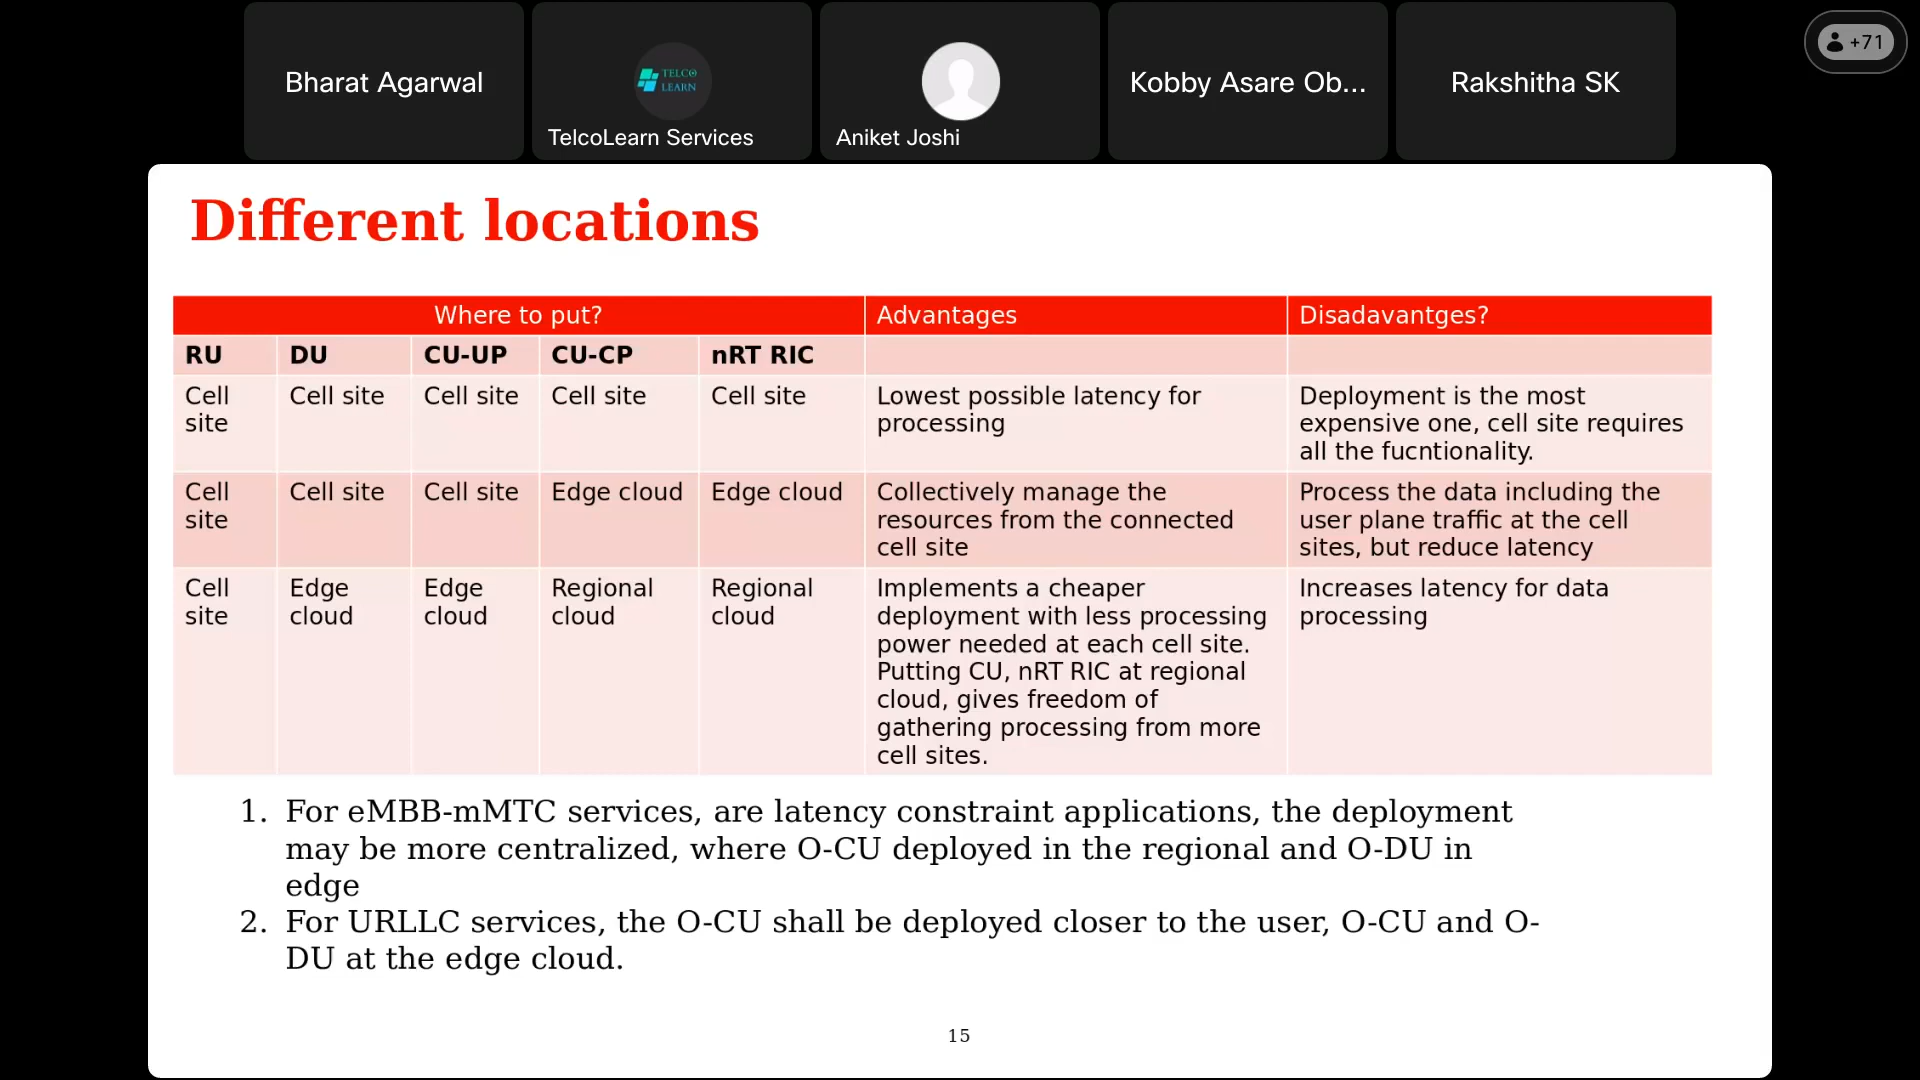 Bharat Agarwal
TELCO
LEARN
TelcoLearn Services
Aniket Joshi
Kobby Asare Ob...
Rakshitha SK
+71
Different locations
Where to put? Advantages Disadavantges?
RU DU CU-UP CU-CP nRT RIC
Cell site Cell site Cell site Cell site Cell site
Lowest possible latency for
processing
Deployment is the most
expensive one, cell site requires
all the fucntionality.
Cell site Cell site Cell site Edge cloud Edge cloud
Collectively manage the
resources from the connected
cell site
Process the data including the
user plane traffic at the cell
sites, but reduce latency
Cell site Edge cloud Edge cloud Regional cloud Regional cloud
Implements a cheaper
deployment with less processing
power needed at each cell site.
Putting CU, nRT RIC at regional
cloud, gives freedom of
gathering processing from more
cell sites.
Increases latency for data
processing
1. For eMBB-mMTC services, are latency constraint applications, the deployment
may be more centralized, where O-CU deployed in the regional and O-DU in
edge
2. For URLLC services, the O-CU shall be deployed closer to the user, O-CU and O-
DU at the edge cloud.
15